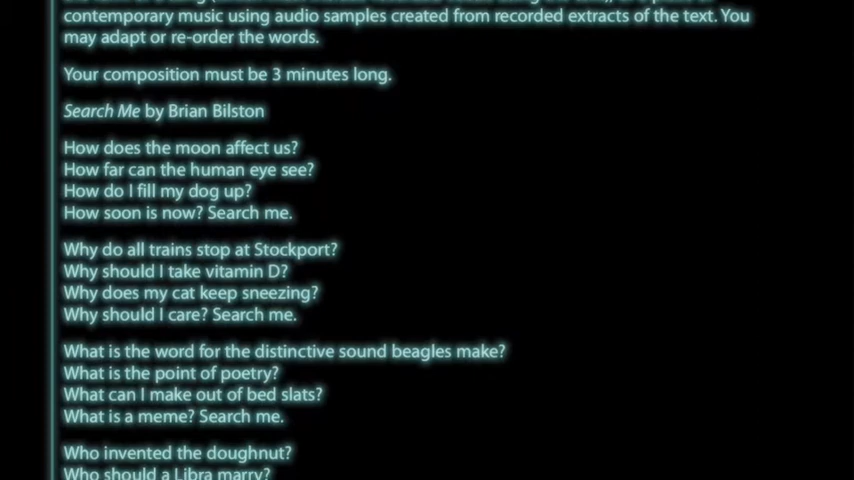 contemporary music using audio samples created from recorded extracts of the text. You
may adapt or re-order the words.
Your composition must be 3 minutes long.
Search Me by Brian Bilston
How does the moon affect us?
How far can the human eye see?
How do I fill my dog up?
How soon is now? Search me.
Why do all trains stop at Stockport?
Why should I take vitamin D?
Why does my cat keep sneezing?
Why should I care? Search me.
What is the word for the distinctive sound beagles make?
What is the point of poetry?
What can I make out of bed slats?
What is a meme? Search me.
Who invented the doughnut?
Who should a Libra marry?